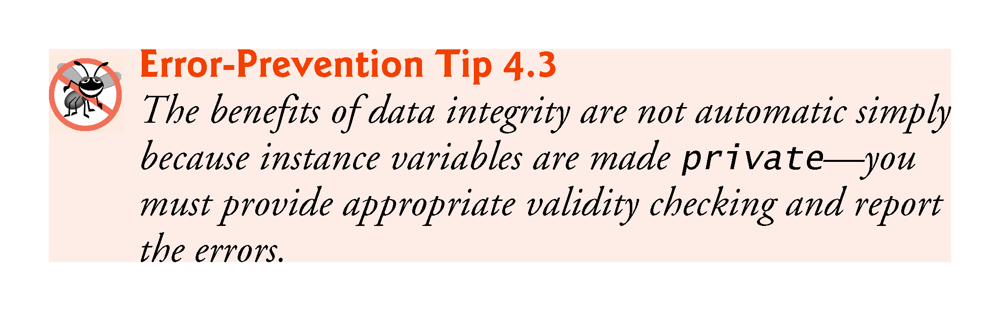 Error-Prevention Tip 4.3
The benefits of data integrity are not automatic simply
because instance variables are made private—you
must provide appropriate validity checking and report
the errors.